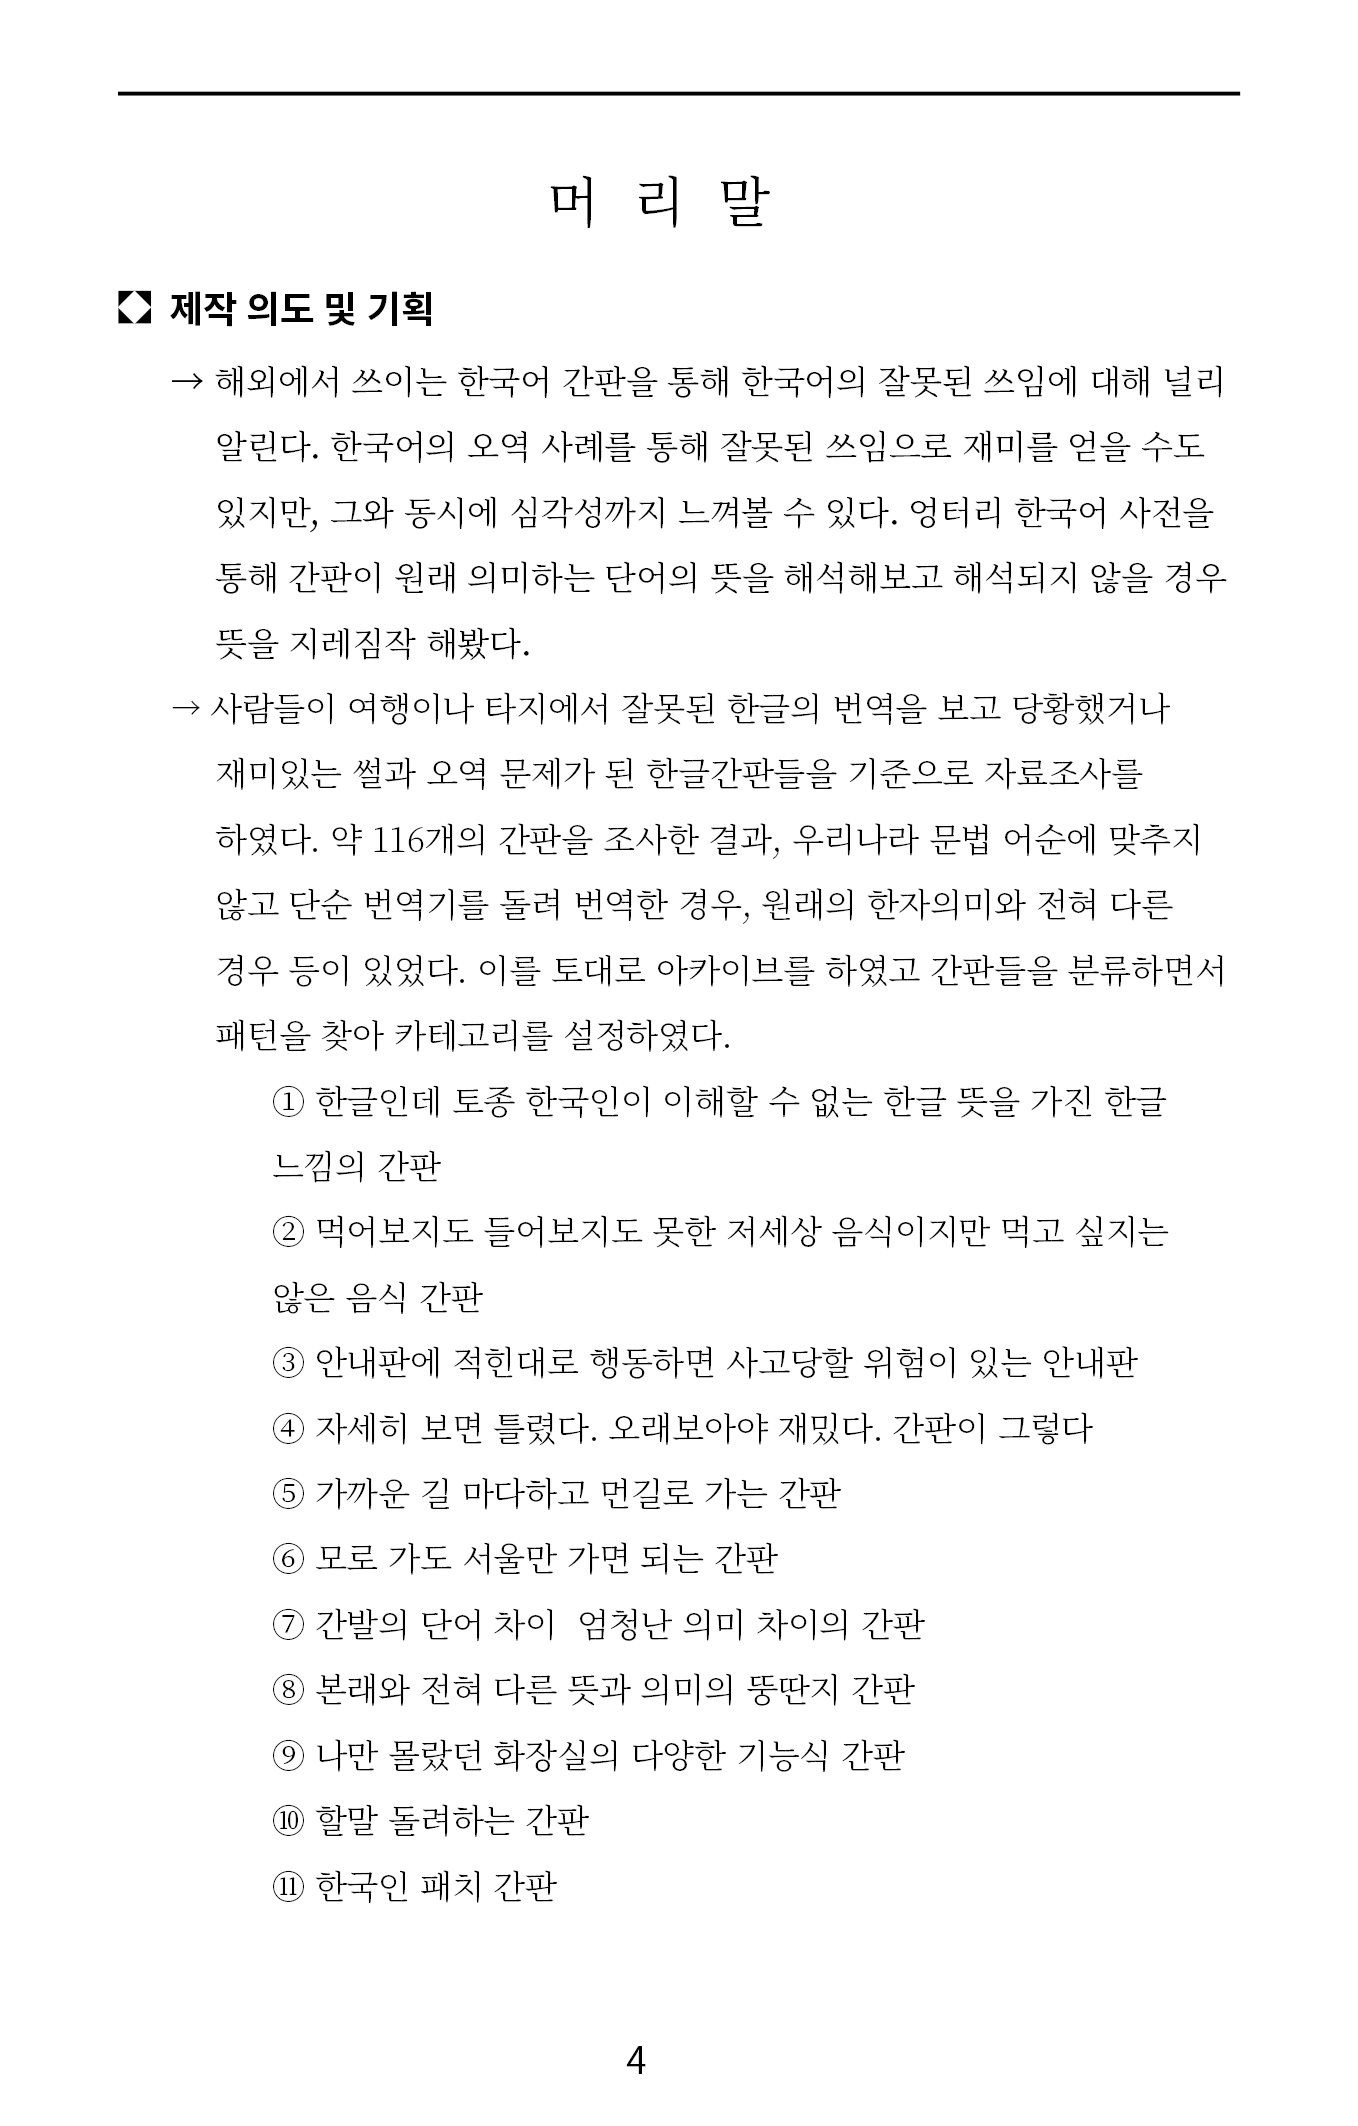 머 리 말
제작 의도 및 기획
→ 해외에서 쓰이는 한국어 간판을 통해 한국어의 잘못된 쓰임에 대해 널리
알린다. 한국어의 오역 사례를 통해 잘못된 쓰임으로 재미를 얻을 수도
있지만, 그와 동시에 심각성까지 느껴볼 수 있다. 엉터리 한국어 사전을
통해 간판이 원래 의미하는 단어의 뜻을 해석해보고 해석되지 않을 경우
뜻을 지레짐작 해봤다.
→ 사람들이 여행이나 타지에서 잘못된 한글의 번역을 보고 당황했거나
재미있는 썰과 오역 문제가 된 한글간판들을 기준으로 자료조사를
하였다. 약 116개의 간판을 조사한 결과, 우리나라 문법 어순에 맞추지
않고 단순 번역기를 돌려 번역한 경우, 원래의 한자의미와 전혀 다른
경우 등이 있었다. 이를 토대로 아카이브를 하였고 간판들을 분류하면서
패턴을 찾아 카테고리를 설정하였다.
① 한글인데 토종 한국인이 이해할 수 없는 한글 뜻을 가진 한글
느낌의 간판
② 먹어보지도 들어보지도 못한 저세상 음식이지만 먹고 싶지는
않은 음식 간판
③ 안내판에 적힌대로 행동하면 사고당할 위험이 있는 안내판
④ 자세히 보면 틀렸다. 오래보아야 재밌다. 간판이 그렇다
⑤ 가까운 길 마다하고 먼길로 가는 간판
⑥ 모로 가도 서울만 가면 되는 간판
⑦ 간발의 단어 차이 엄청난 의미 차이의 간판
⑧ 본래와 전혀 다른 뜻과 의미의 뚱딴지 간판
⑨ 나만 몰랐던 화장실의 다양한 기능식 간판
⑩ 할말 돌려하는 간판
⑪ 한국인 패치 간판
4